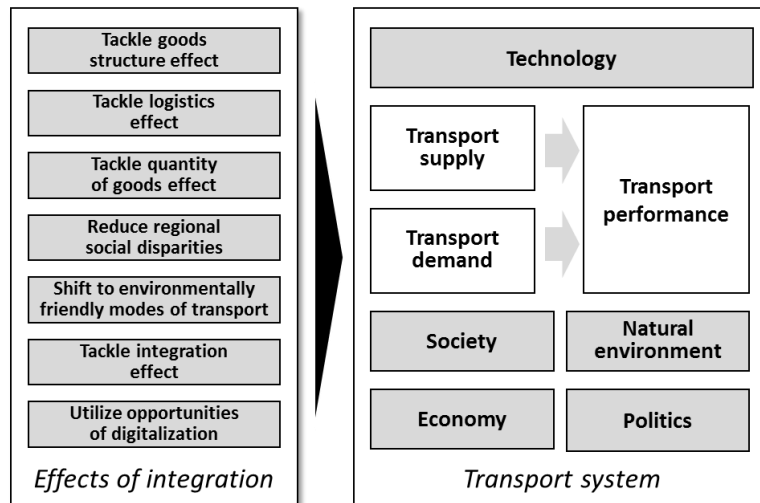 Tackle goods
structure effect
Tackle logistics
effect
Tackle quantity
of goods effect
Reduce regional
social disparities
Shift to environmentally
friendly modes of transport
Tackle integration
effect
Utilize opportunities
of digitalization
Effects of integration
Technology
Transport
supply
Transport
demand
Transport
performance
Society
Natural
environment
Economy
Politics
Transport system